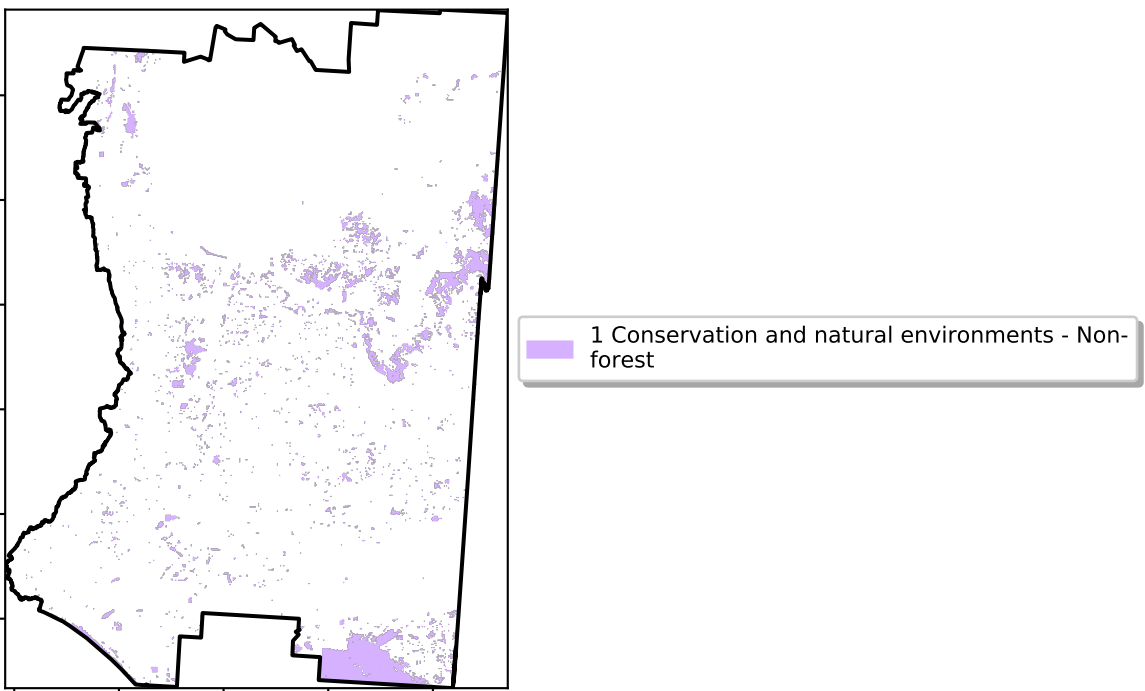 1 Conservation and natural environments - Non-
forest